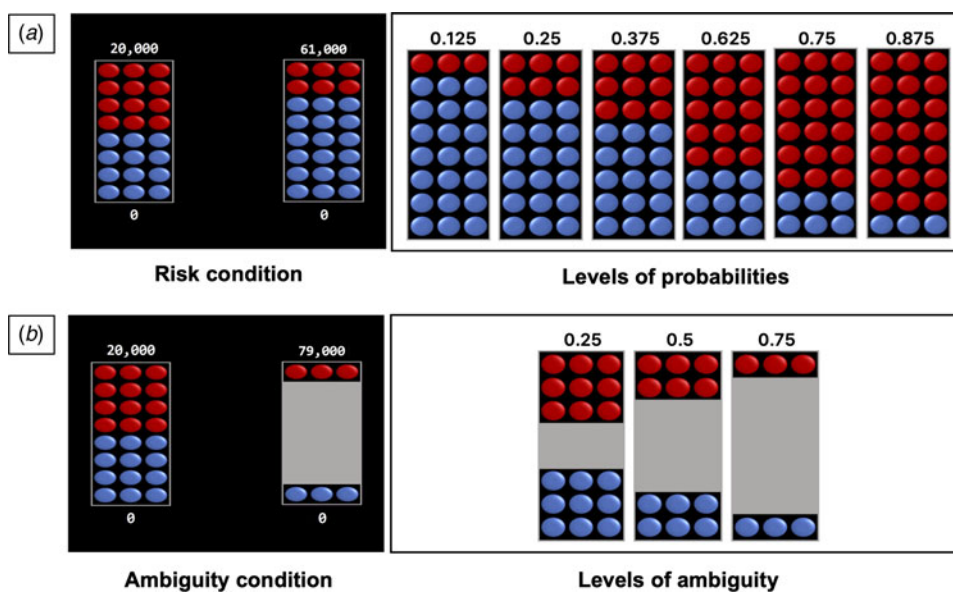 (a)
20,000 61,000
0 0
Risk condition
0.125 0.25 0.375 0.625 0.75 0.875
Levels of probabilities
(b)
20,000 79,000
0 0
Ambiguity condition
0.25 0.5 0.75
Levels of ambiguity